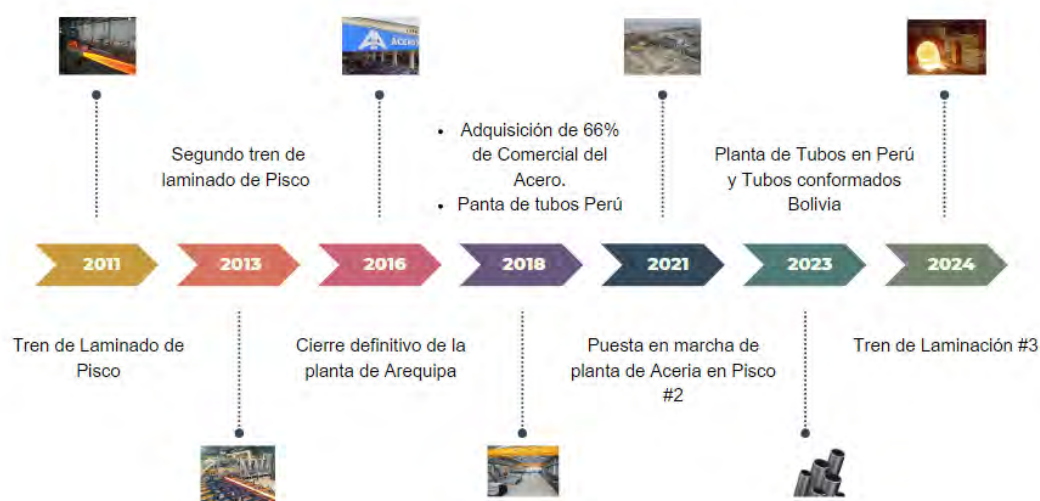 ACEROS
Segundo tren de
laminado de Pisco
• Adquisición de 66%
de Comercial del
Acero.
• Panta de tubos Perú
Planta de Tubos en Perú
y Tubos conformados
Bolivia
2011
2013
2016
2018
2021
2023
2024
Tren de Laminado de
Pisco
Cierre definitivo de la
planta de Arequipa
Puesta en marcha de
planta de Aceria en Pisco
#2
Tren de Laminación #3